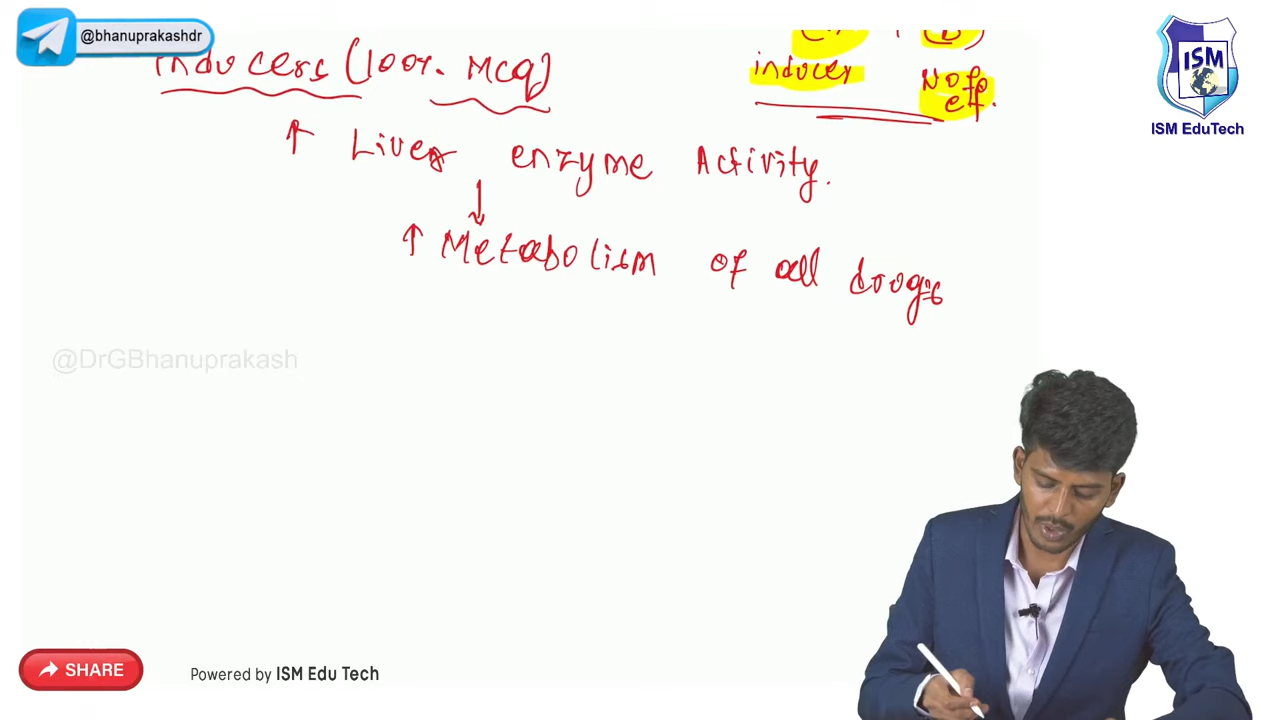 @bhanuprakashdr
inducers (100% MCQ)
inducer
No
eff.
ISM
ISM EduTech
↑ Liver enzyme Activity.
↓
↑ Metabolism of all drugs
@DrGBhanuprakash
SHARE
Powered by ISM Edu Tech